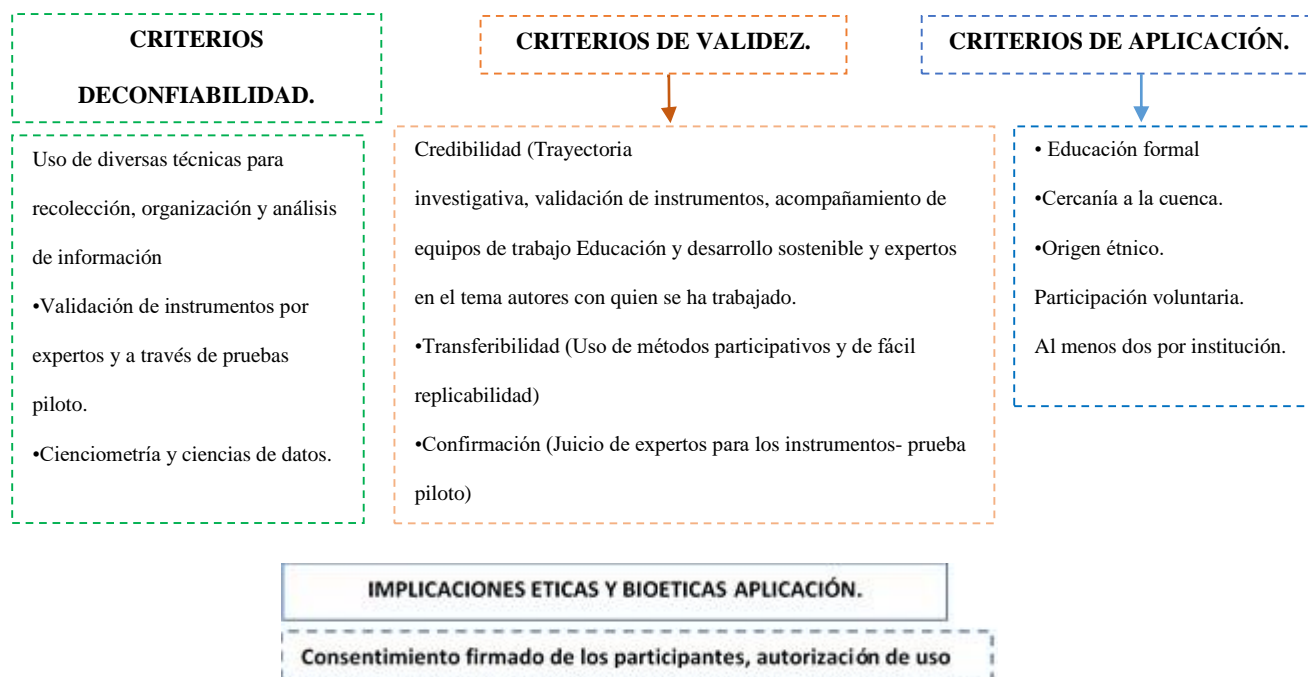 CRITERIOS
DECONFIABILIDAD.
Uso de diversas técnicas para
recolección, organización y análisis
de información
•Validación de instrumentos por
expertos y a través de pruebas
piloto.
•Cienciometría y ciencias de datos.
CRITERIOS DE VALIDEZ.
Credibilidad (Trayectoria
investigativa, validación de instrumentos, acompañamiento de
equipos de trabajo Educación y desarrollo sostenible y expertos
en el tema autores con quien se ha trabajado.
•Transferibilidad (Uso de métodos participativos y de fácil
replicabilidad)
•Confirmación (Juicio de expertos para los instrumentos- prueba
piloto)
CRITERIOS DE APLICACIÓN.
• Educación formal
•Cercanía a la cuenca.
•Origen étnico.
Participación voluntaria.
Al menos dos por institución.
IMPLICACIONES ETICAS Y BIOETICAS APLICACIÓN.
Consentimiento firmado de los participantes, autorización de uso